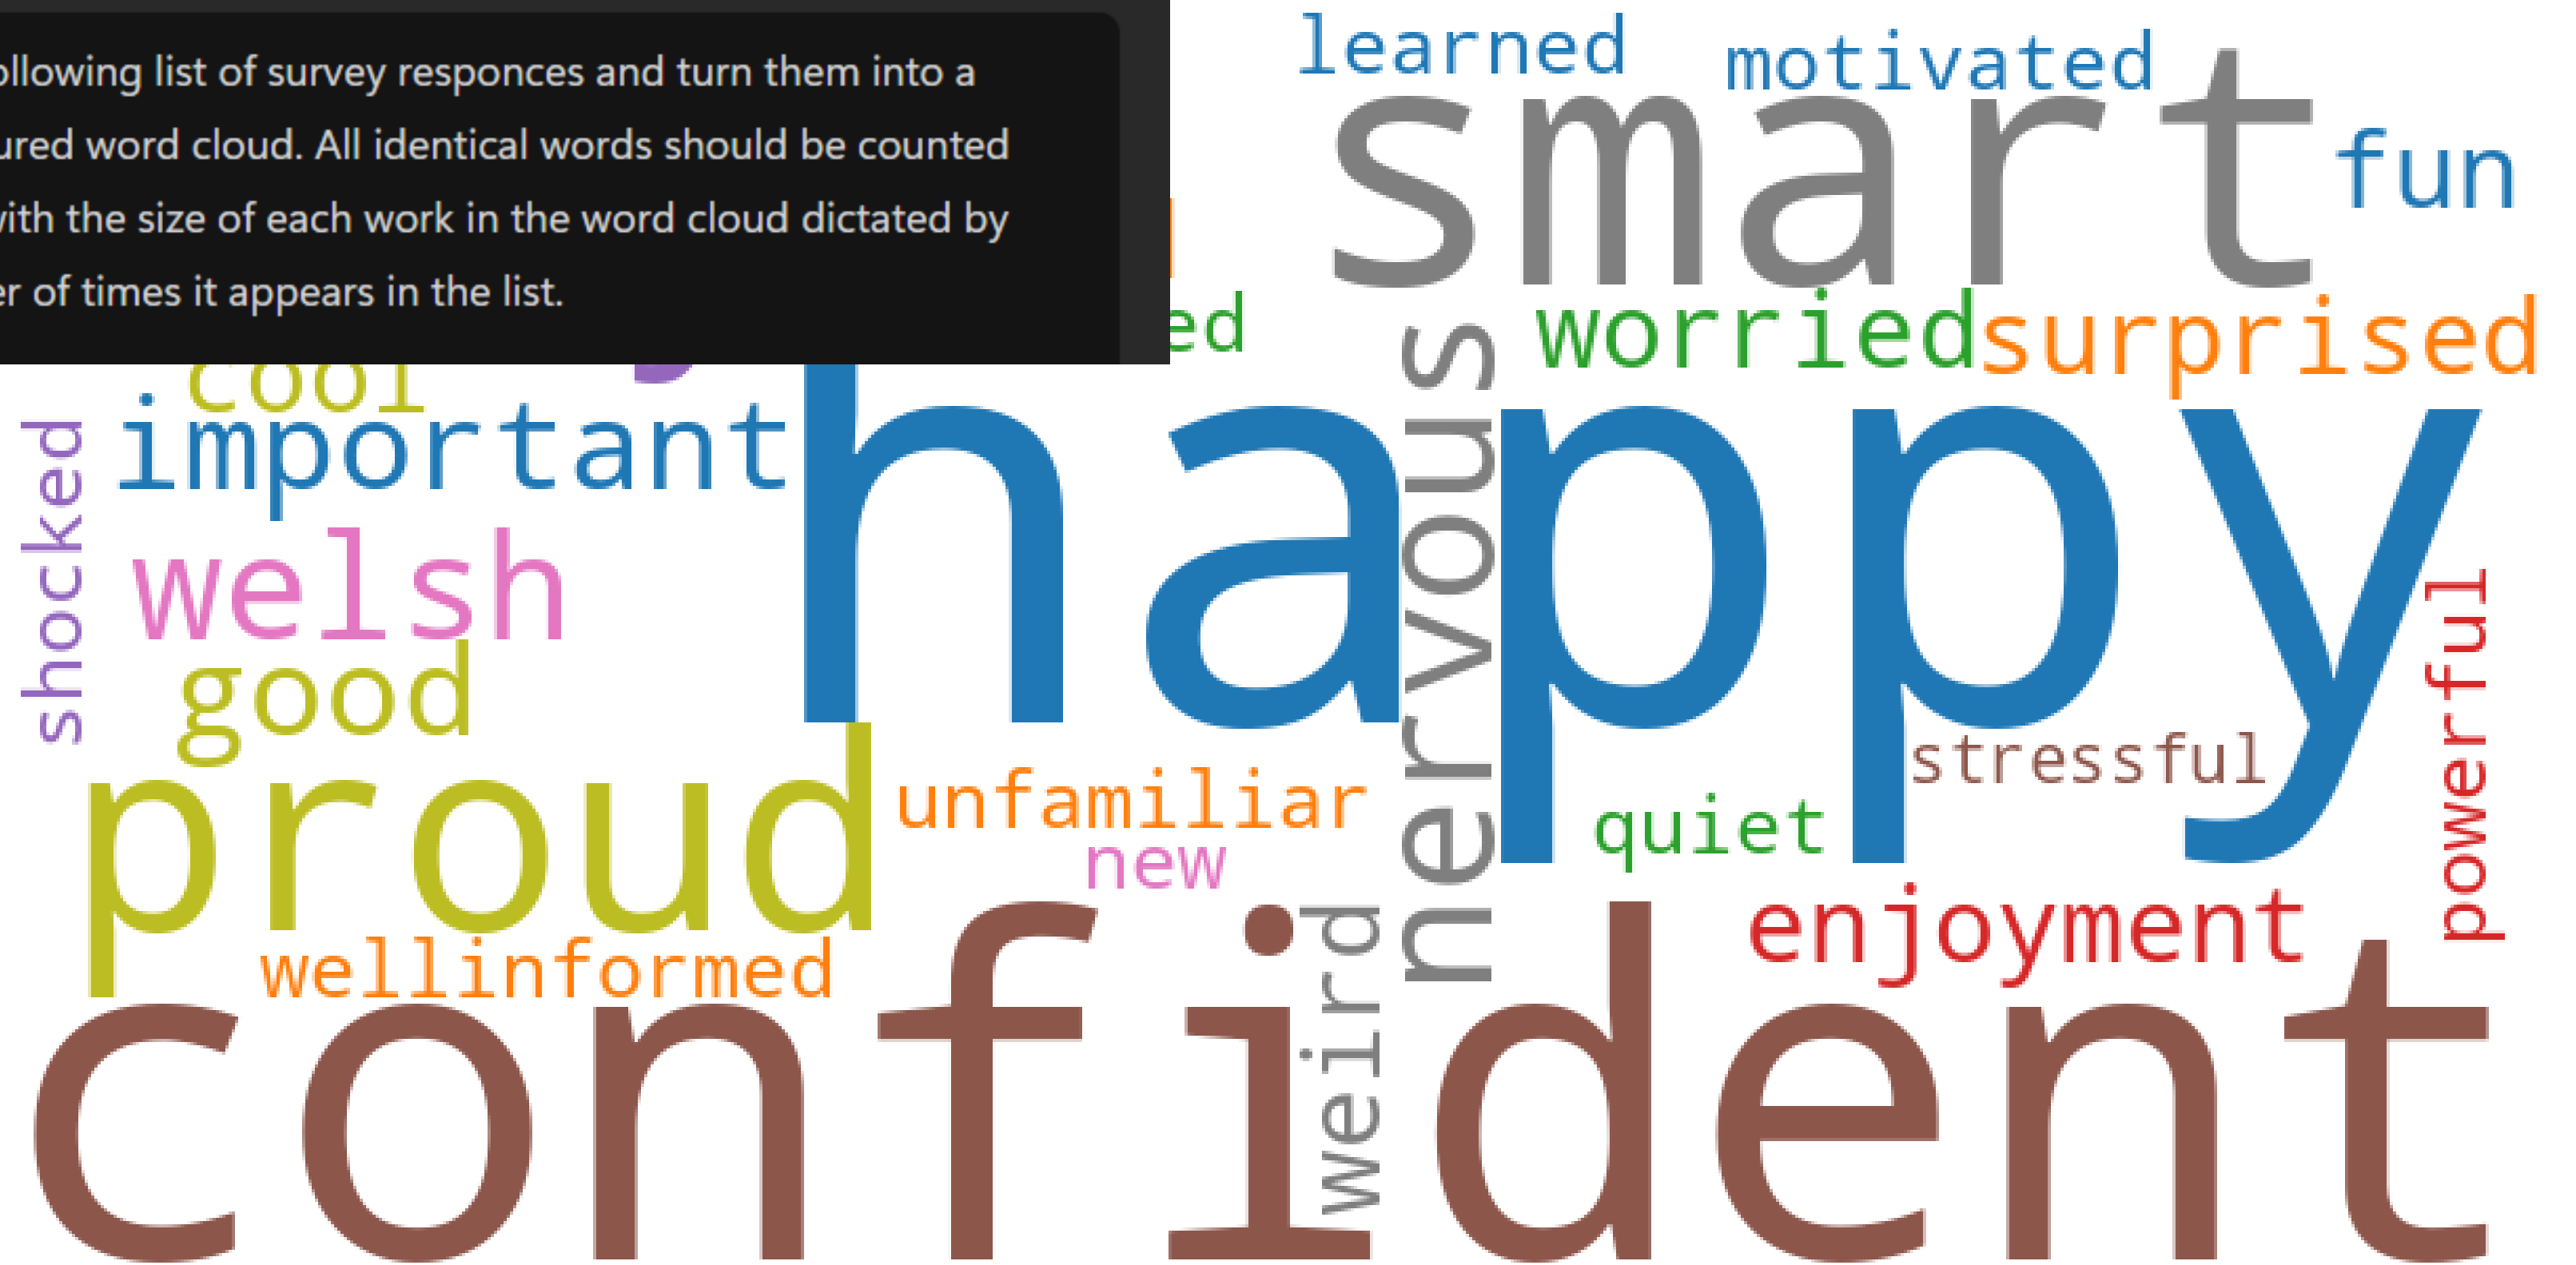 ollowing list of survey responces and turn them into a
ured word cloud. All identical words should be counted
with the size of each work in the word cloud dictated by
er of times it appears in the list.
learned
motivated
smart
fun
ed
worried
surprised
cool
important
happy
nervous
shocked
welsh
good
powerful
proud
unfamiliar
stressful
quiet
new
enjoyment
wellinformed
weird
confident